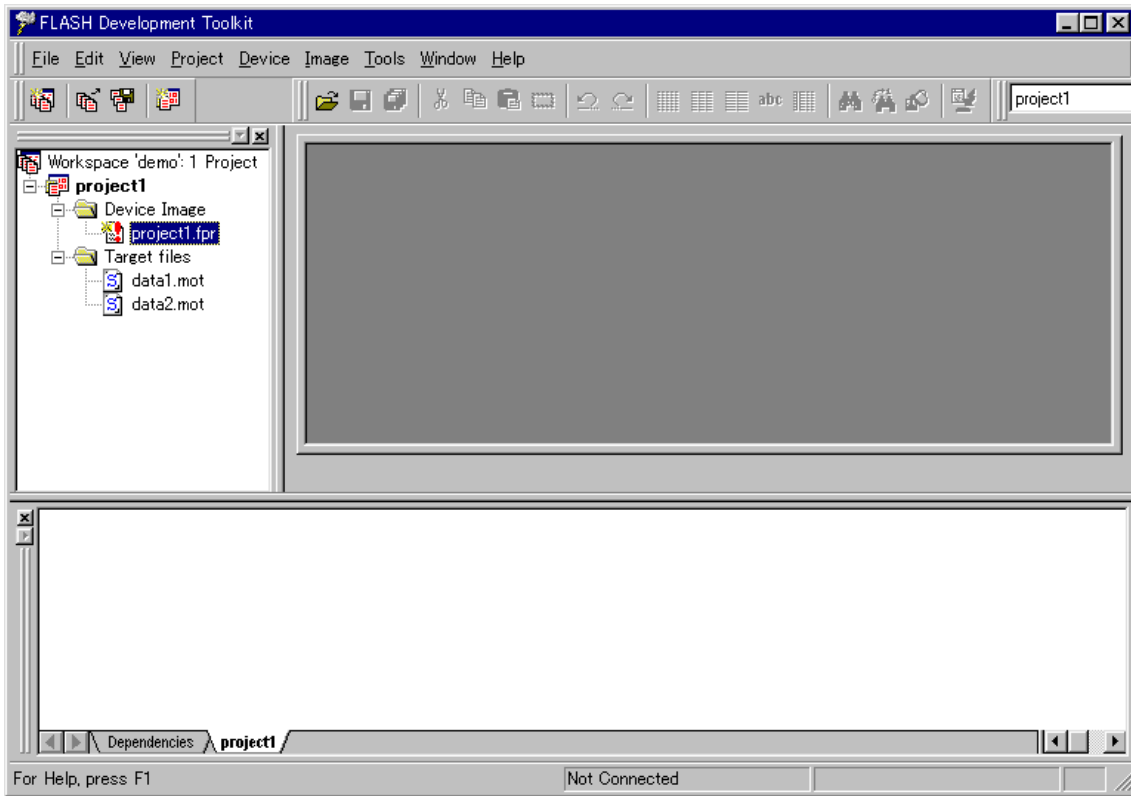 FLASH Development Toolkit
File Edit View Project Device Image Tools Window Help
abc
project1
Workspace 'demo': 1 Project
project1
Device Image
project1.fpr
Target files
data1.mot
data2.mot
Dependencies
project1
For Help, press F1
Not Connected